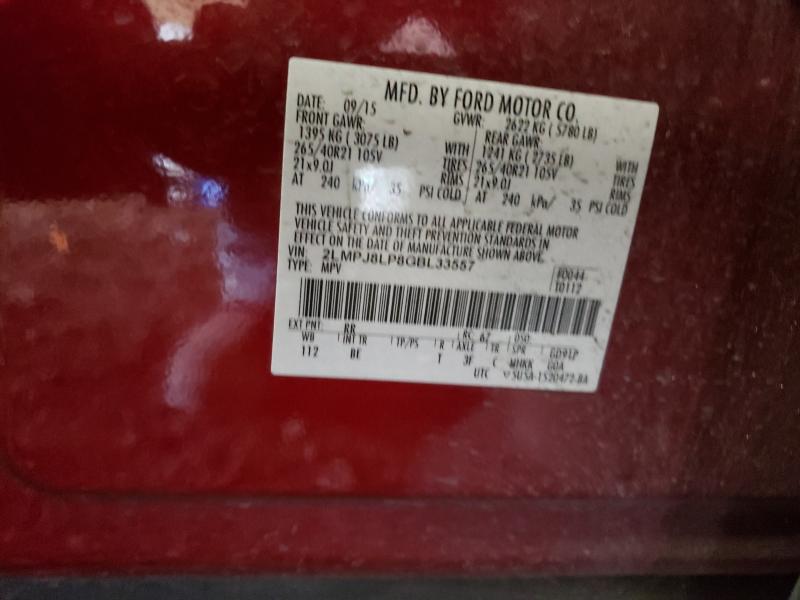 MFD. BY FORD MOTOR CO.
DATE: 09/15 GVWR: 2622 KG ( 5780 LB)
FRONT GAWR: REAR GAWR:
1395 KG ( 3075 LB) WITH 1241 KG ( 2735 LB) WITH
265/40R21 105V TIRES 265/40R21 105V TIRES
21x9.0J RIMS 21x9.0J RIMS
AT 240 kPa/ 35 PSI COLD AT 240 kPa/ 35 PSI COLD
THIS VEHICLE CONFORMS TO ALL APPLICABLE FEDERAL MOTOR
VEHICLE SAFETY AND THEFT PREVENTION STANDARDS IN
EFFECT ON THE DATE OF MANUFACTURE SHOWN ABOVE.
VIN 2LMPJ8LP8GBL33557
TYPE: MPV
T0112
EXT PNT: RR RC: 62 DSO:
WB INT TR TP/PS R AXLE TR SPR
112 BE T 3F C MHKK
UTC